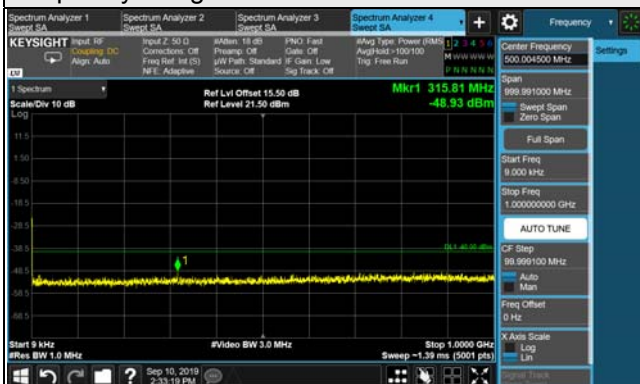 Spectrum Analyzer 1
Swept SA
Spectrum Analyzer 2
Swept SA
Spectrum Analyzer 3
Swept SA
Spectrum Analyzer 4
Swept SA
Frequency
KEYSIGHT
Input: RF
Coupling: DC
Align: Auto
Input Z: 50 Ω
Corrections: Off
Freq Ref: Int (S)
NFE: Adaptive
#Atten: 18 dB
Preamp: Off
µW Path: Standard
Source: Off
PNO: Fast
Gate: Off
IF Gain: Low
Sig Track: Off
#Avg Type: Power (RMS
Avg|Hold:>100/100
Trig: Free Run
1 2 3 4 5 6
M W W W W W
P N N N N N
1 Spectrum
Scale/Div 10 dB
Log
Ref Lvl Offset 15.50 dB
Ref Level 21.50 dBm
Mkr1 315.81 MHz
-48.93 dBm
11.5
1.50
-8.50
-18.5
-28.5
-38.5
-48.5
-58.5
-68.5
1
Start 9 kHz
#Res BW 1.0 MHz
#Video BW 3.0 MHz
Stop 1.0000 GHz
Sweep ~1.39 ms (5001 pts)
Sep 10, 2019
2:33:19 PM
Center Frequency
500.004500 MHz
Settings
Span
999.991000 MHz
Swept Span
Zero Span
Full Span
Start Freq
9.000 kHz
Stop Freq
1.000000000 GHz
AUTO TUNE
CF Step
99.999100 MHz
Auto
Man
Freq Offset
0 Hz
X Axis Scale
Log
Lin
Signal Track